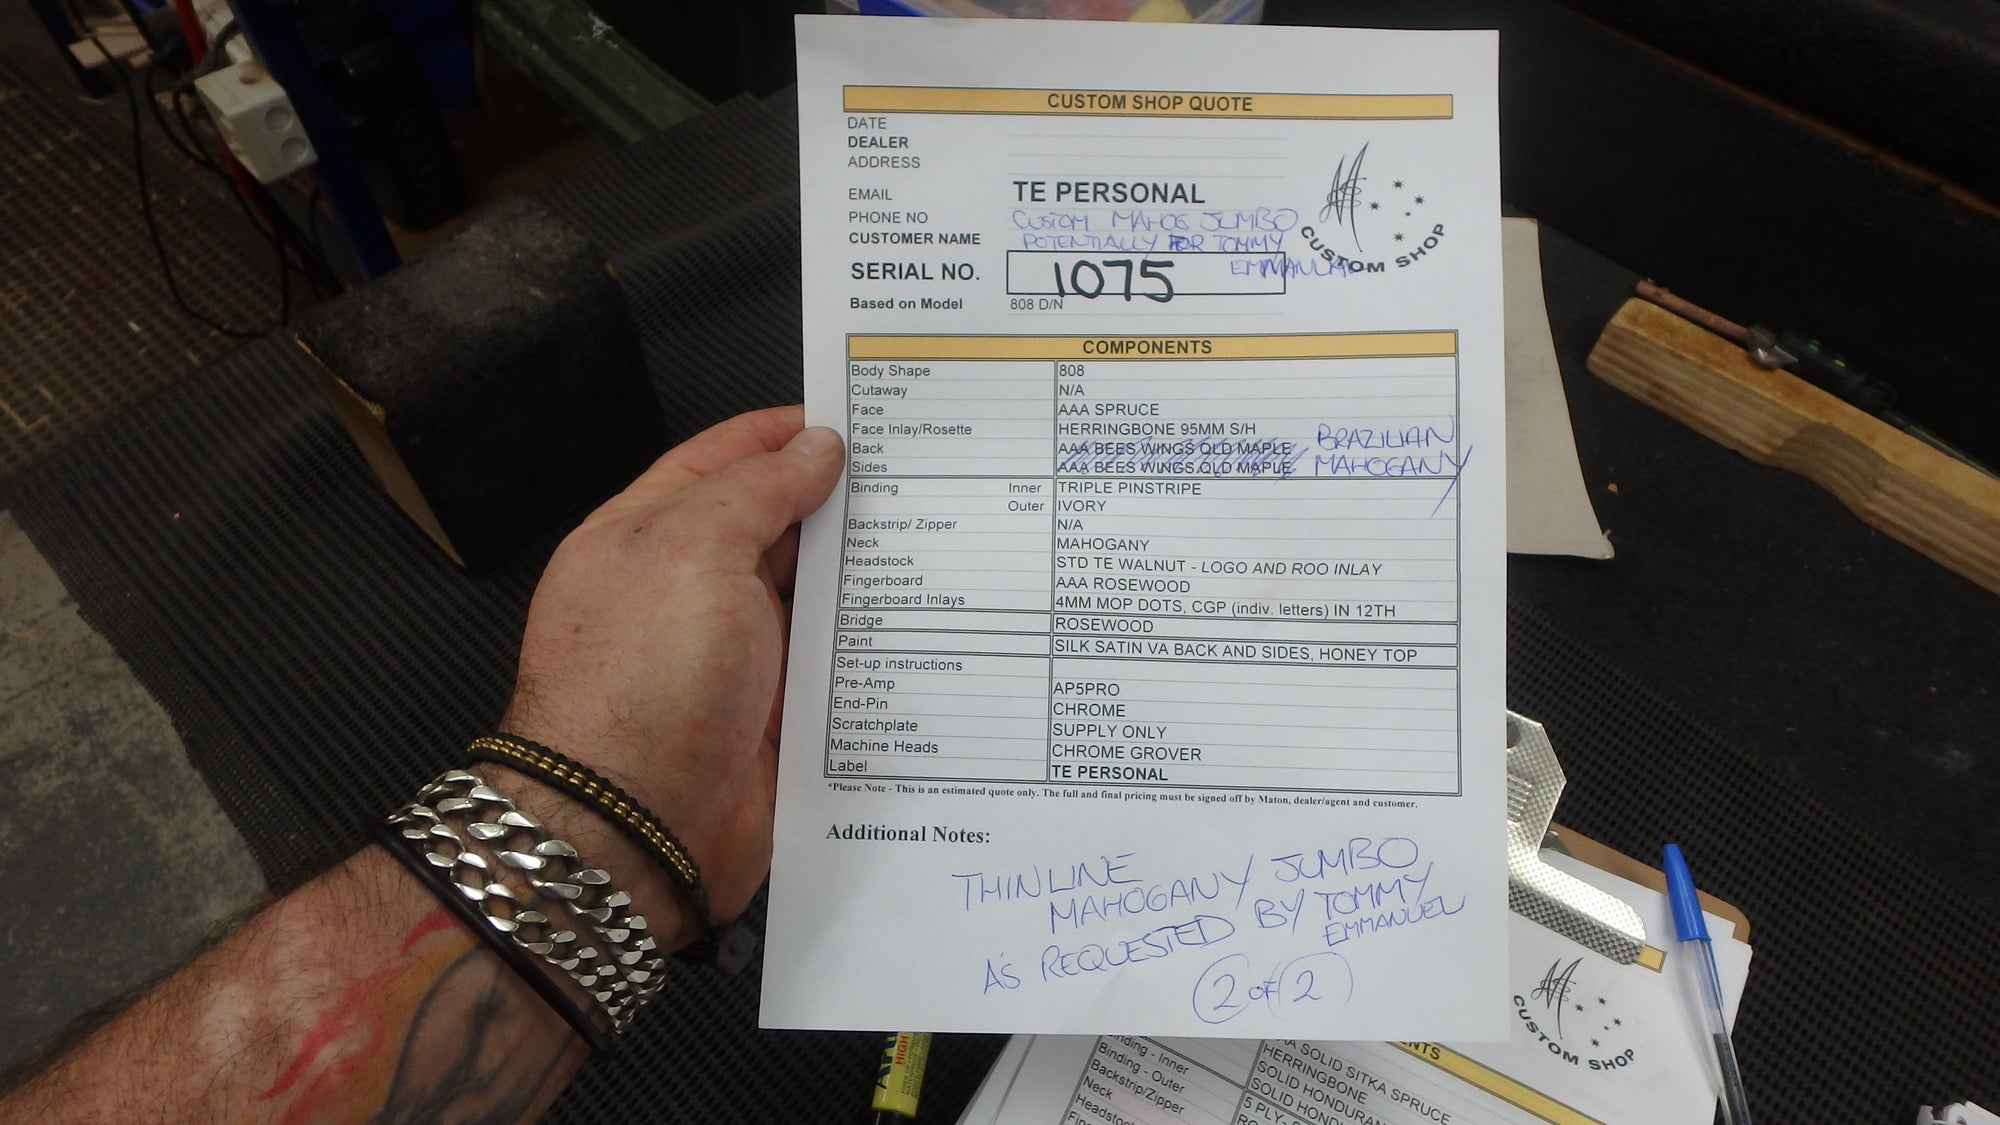 CUSTOM SHOP QUOTE
DATE
DEALER
ADDRESS
EMAIL TE PERSONAL
PHONE NO CUSTOM MAHOG JUMBO
CUSTOMER NAME POTENTIALLY FOR TOMMY
EMMANUEL
SERIAL NO. 1075
Based on Model 808 D/N
CUSTOM SHOP
COMPONENTS
Body Shape 808
Cutaway N/A
Face AAA SPRUCE
Face Inlay/Rosette HERRINGBONE 95MM S/H
Back AAA BEES WINGS QLD MAPLE BRAZILIAN
Sides AAA BEES WINGS QLD MAPLE MAHOGANY
Binding Inner TRIPLE PINSTRIPE
Outer IVORY
Backstrip/ Zipper N/A
Neck MAHOGANY
Headstock STD TE WALNUT - LOGO AND ROO INLAY
Fingerboard AAA ROSEWOOD
Fingerboard Inlays 4MM MOP DOTS, CGP (indiv. letters) IN 12TH
Bridge ROSEWOOD
Paint SILK SATIN VA BACK AND SIDES, HONEY TOP
Set-up instructions
Pre-Amp AP5PRO
End-Pin CHROME
Scratchplate SUPPLY ONLY
Machine Heads CHROME GROVER
Label TE PERSONAL
*Please Note - This is an estimated quote only. The full and final pricing must be signed off by Maton, dealer/agent and customer.
Additional Notes:
THINLINE
MAHOGANY JUMBO
AS REQUESTED BY TOMMY
EMMANUEL
2 OF 2
CUSTOM SHOP
SOLID SITKA SPRUCE
Binding - Inner HERRINGBONE
Binding - Outer SOLID
Backstrip/Zipper SOLID
Neck 5 PLY
HIGH